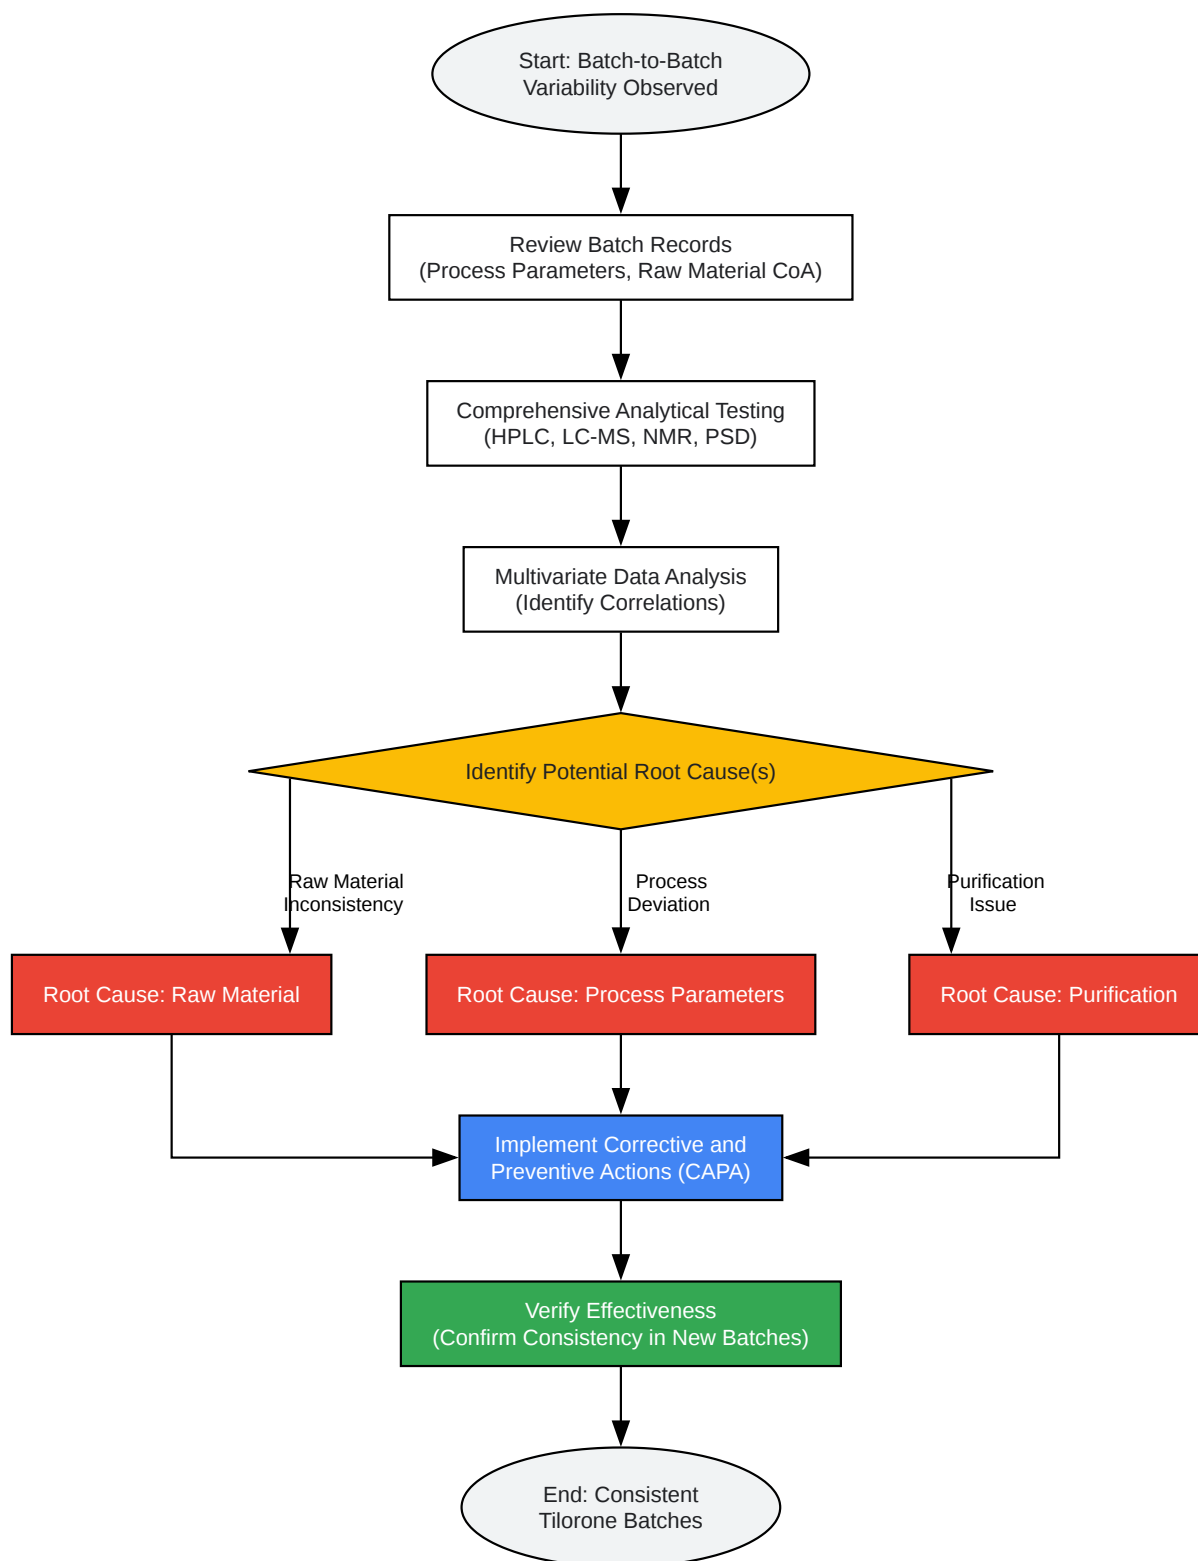 Start: Batch-to-Batch
Variability Observed
Review Batch Records
(Process Parameters, Raw Material CoA)
Comprehensive Analytical Testing
(HPLC, LC-MS, NMR, PSD)
Multivariate Data Analysis
(Identify Correlations)
Identify Potential Root Cause(s)
Raw Material
Inconsistency
Process
Deviation
Purification
Issue
Root Cause: Raw Material
Root Cause: Process Parameters
Root Cause: Purification
Implement Corrective and
Preventive Actions (CAPA)
Verify Effectiveness
(Confirm Consistency in New Batches)
End: Consistent
Tilorone Batches